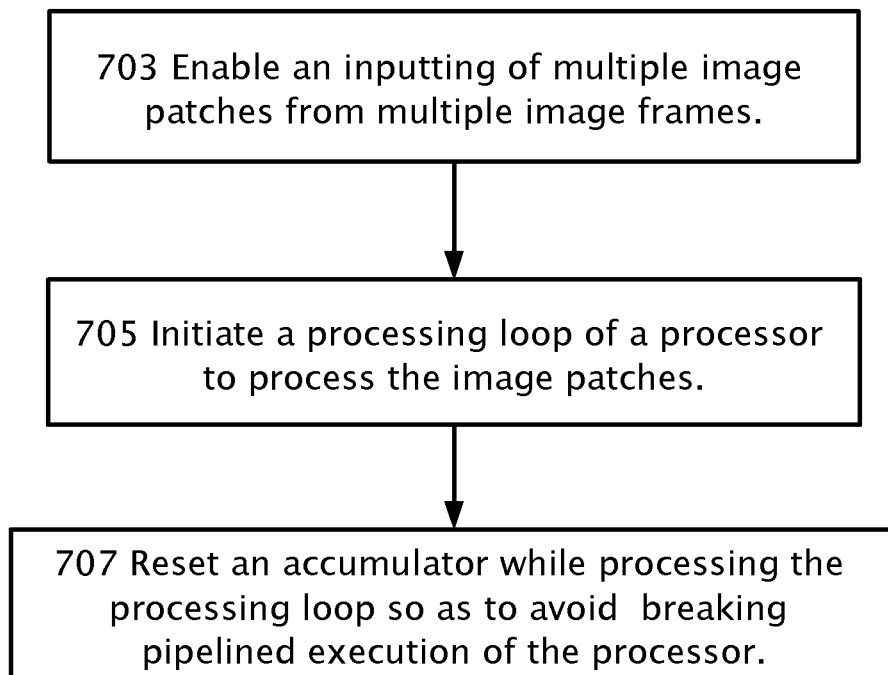 703 Enable an inputting of multiple image
patches from multiple image frames.
705 Initiate a processing loop of a processor
to process the image patches.
707 Reset an accumulator while processing the
processing loop so as to avoid  breaking
pipelined execution of the processor.